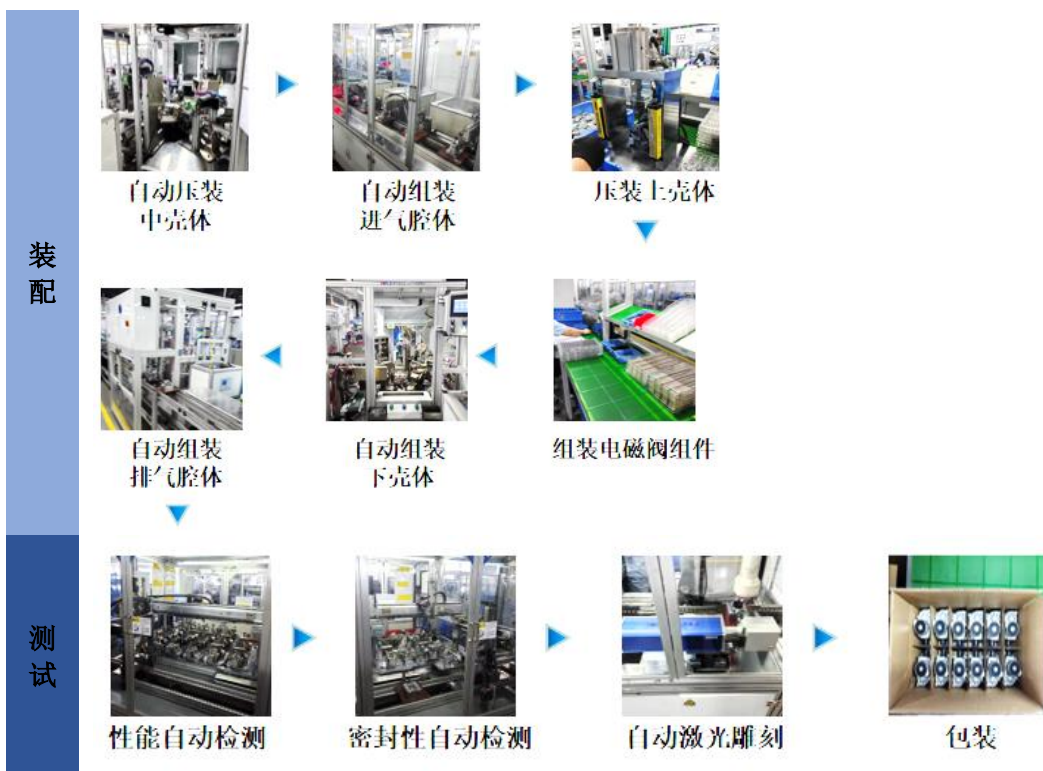 装
配
自动压装
中壳体
自动组装
进气腔体
压装上壳体
组装电磁阀组件
自动组装
下壳体
自动组装
排气腔体
测
试
性能自动检测
密封性自动检测
自动激光雕刻
包装